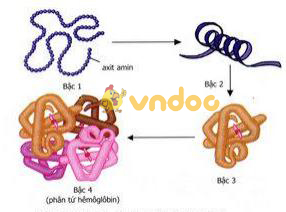 axit amin
Bậc 1
Bậc 2
vndoc
Bậc 4
(phân tử hêmôglôbin)
Bậc 3